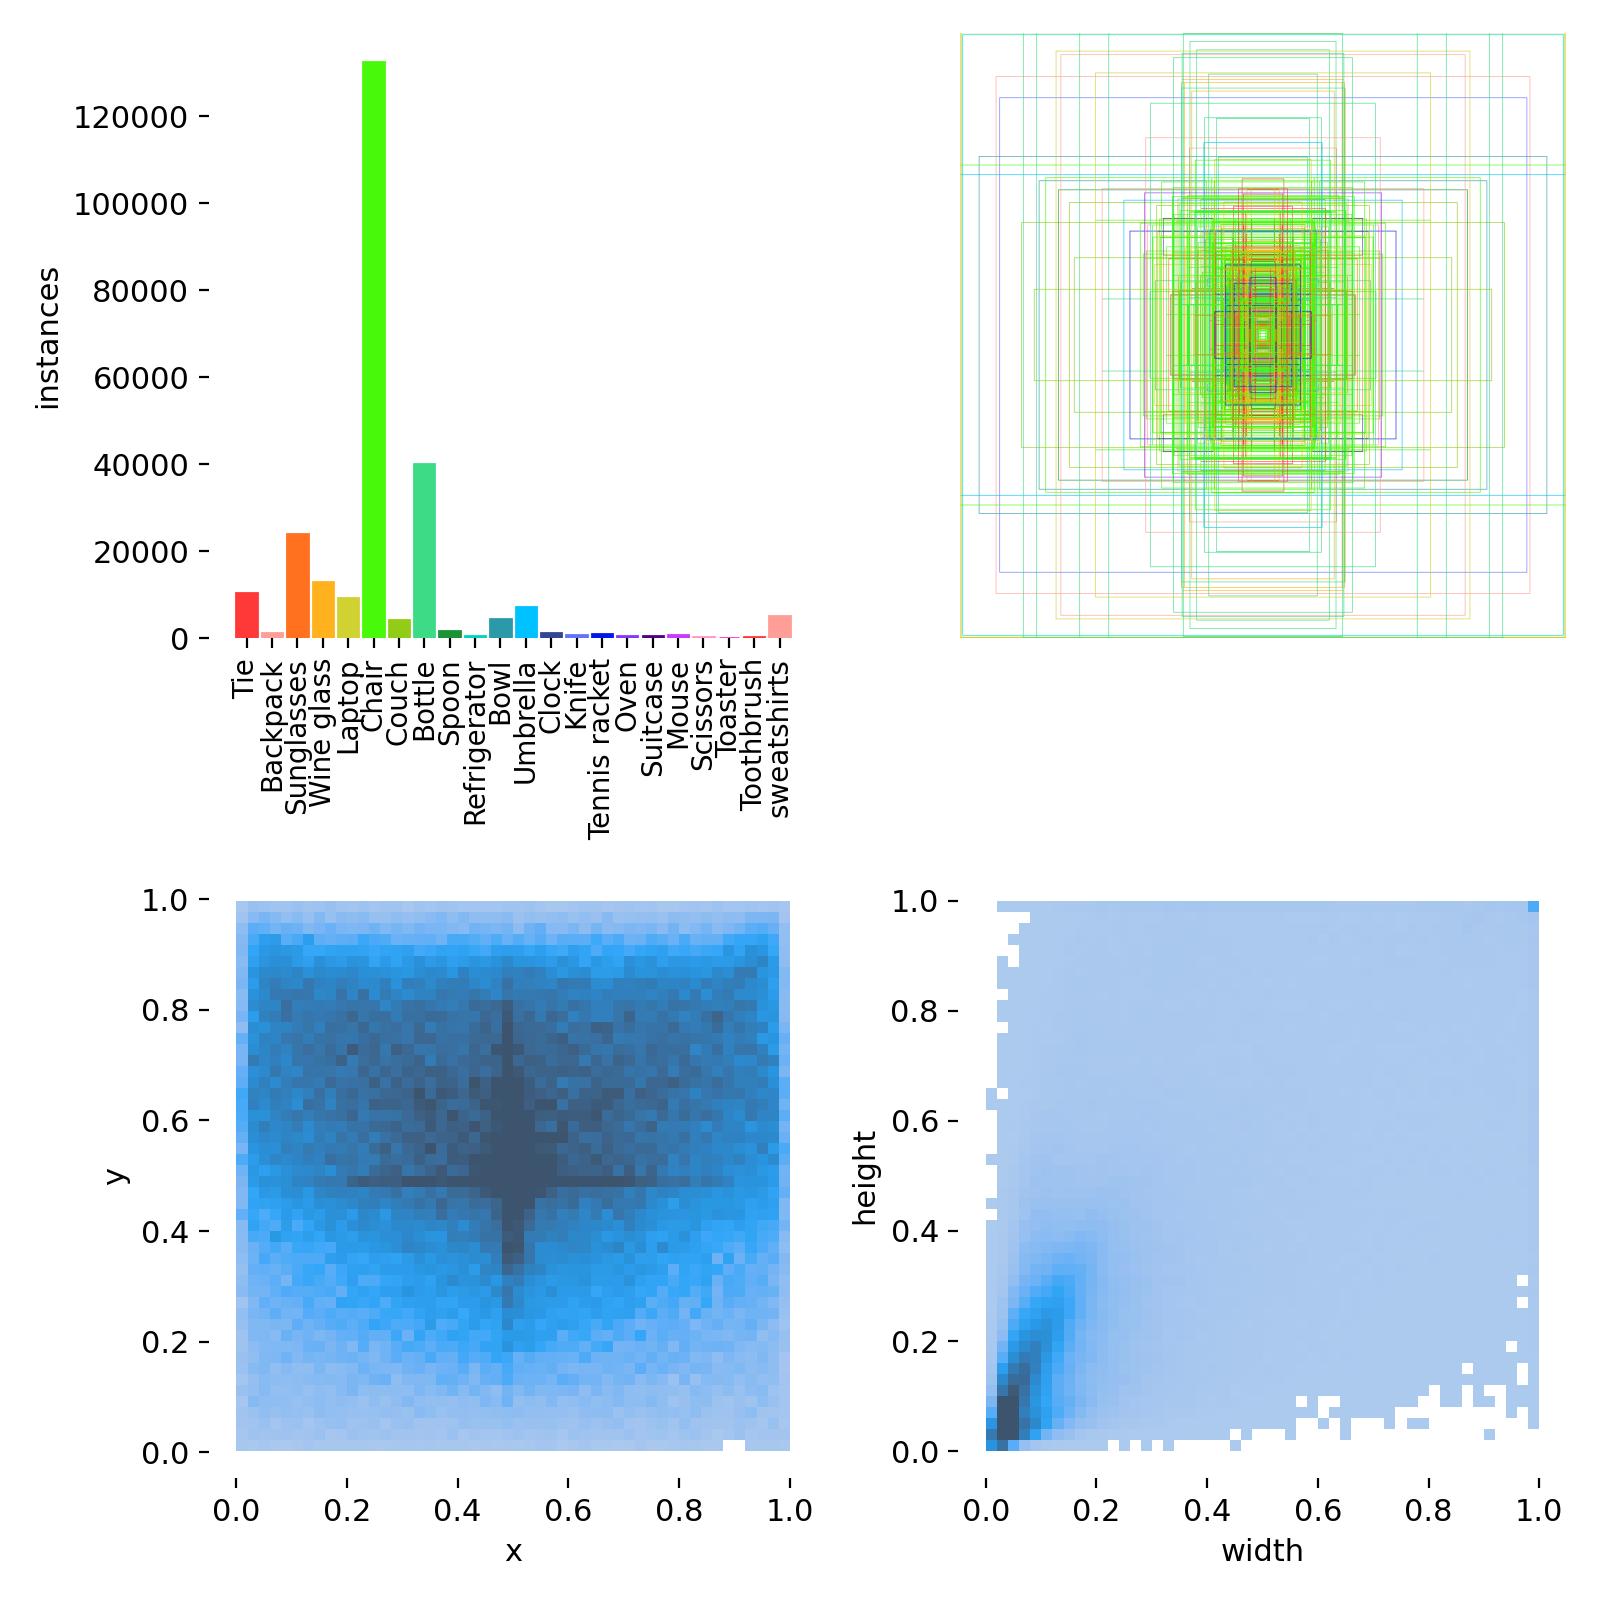 120000
100000
80000
60000
40000
20000
0
instances
Tie
Backpack
Sunglasses
Wine glass
Laptop
Chair
Couch
Bottle
Spoon
Refrigerator
Bowl
Umbrella
Clock
Knife
Tennis racket
Oven
Suitcase
Mouse
Scissors
Toaster
Toothbrush
sweatshirts
1.0
0.8
0.6
0.4
0.2
0.0
y
0.0 0.2 0.4 0.6 0.8 1.0
x
1.0
0.8
0.6
0.4
0.2
0.0
height
0.0 0.2 0.4 0.6 0.8 1.0
width